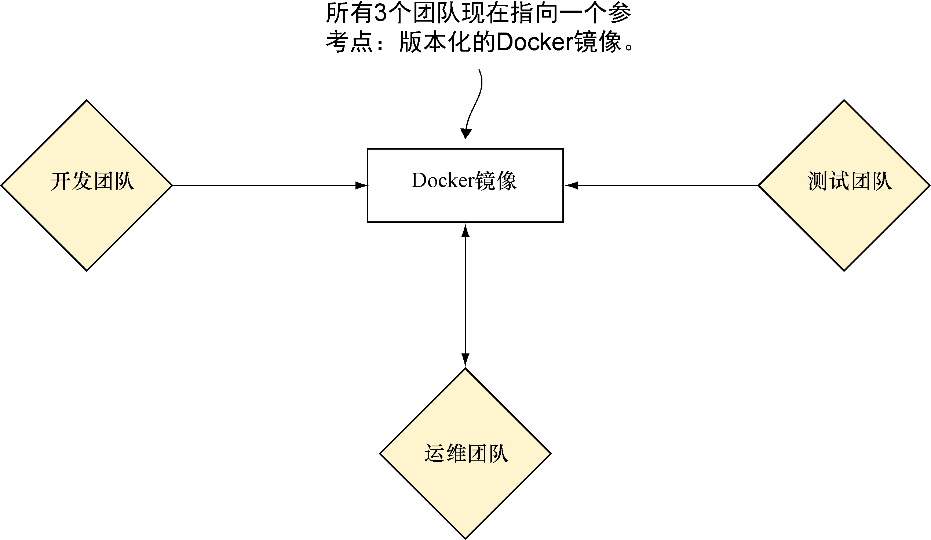 所有3个团队现在指向一个参
考点：版本化的Docker镜像。
开发团队
Docker镜像
测试团队
运维团队